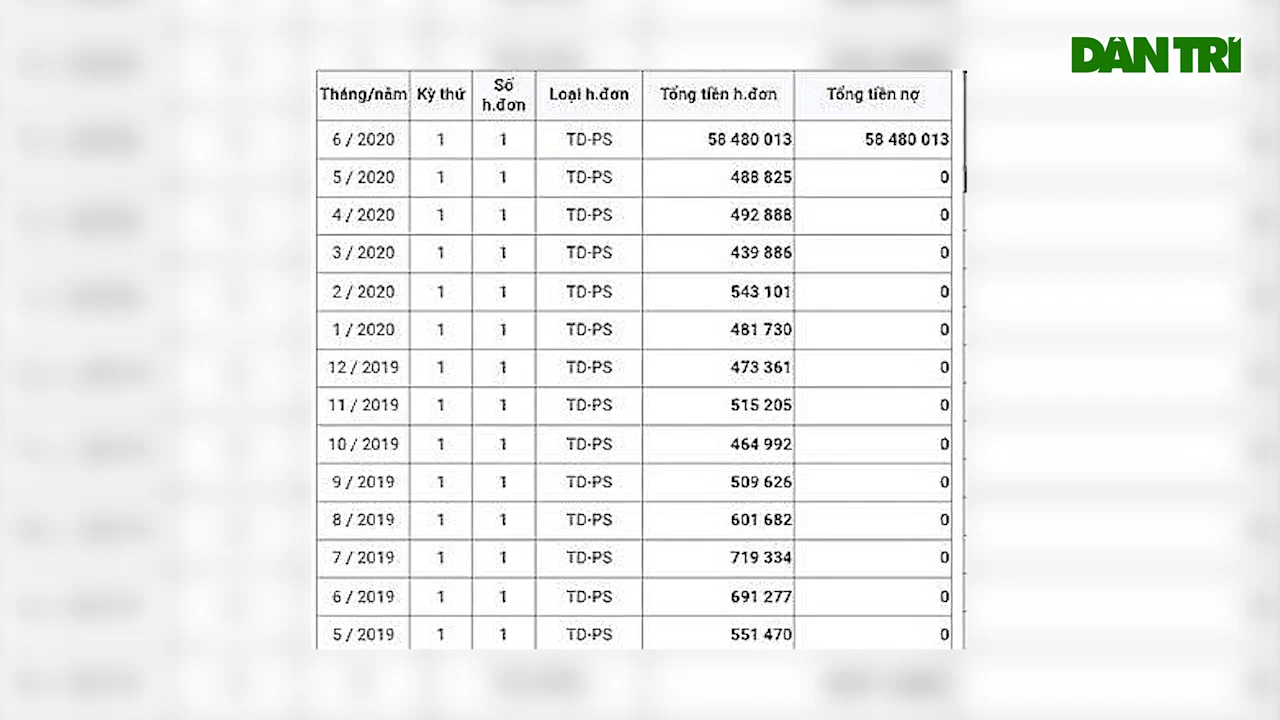 DÂN TRÍ
Tháng/năm Kỳ thứ Số h.đơn Loại h.đơn Tổng tiền h.đơn Tổng tiền nợ
6 / 2020 1 1 TD-PS 58 480 013 58 480 013
5 / 2020 1 1 TD-PS 488 825 0
4 / 2020 1 1 TD-PS 492 888 0
3 / 2020 1 1 TD-PS 439 886 0
2 / 2020 1 1 TD-PS 543 101 0
1 / 2020 1 1 TD-PS 481 730 0
12 / 2019 1 1 TD-PS 473 361 0
11 / 2019 1 1 TD-PS 515 205 0
10 / 2019 1 1 TD-PS 464 992 0
9 / 2019 1 1 TD-PS 509 626 0
8 / 2019 1 1 TD-PS 601 682 0
7 / 2019 1 1 TD-PS 719 334 0
6 / 2019 1 1 TD-PS 691 277 0
5 / 2019 1 1 TD-PS 551 470 0